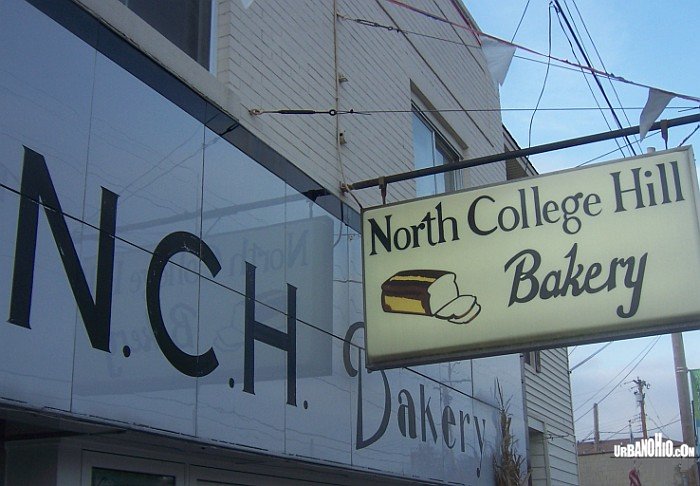 N.C.H. Bakery
North College Hill
Bakery
URBANOHIO.COM